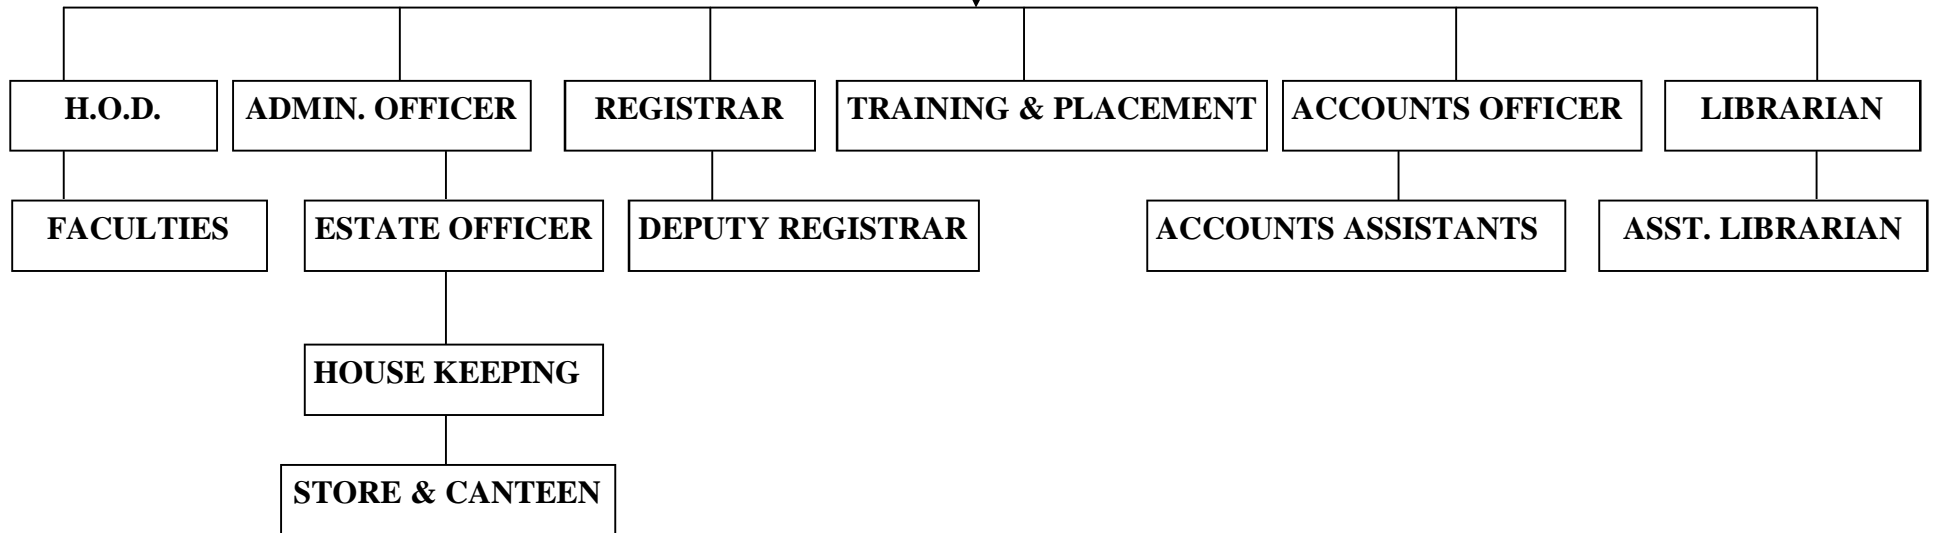 H.O.D.
ADMIN. OFFICER
REGISTRAR
TRAINING & PLACEMENT
ACCOUNTS OFFICER
LIBRARIAN
FACULTIES
ESTATE OFFICER
DEPUTY REGISTRAR
ACCOUNTS ASSISTANTS
ASST. LIBRARIAN
HOUSE KEEPING
STORE & CANTEEN